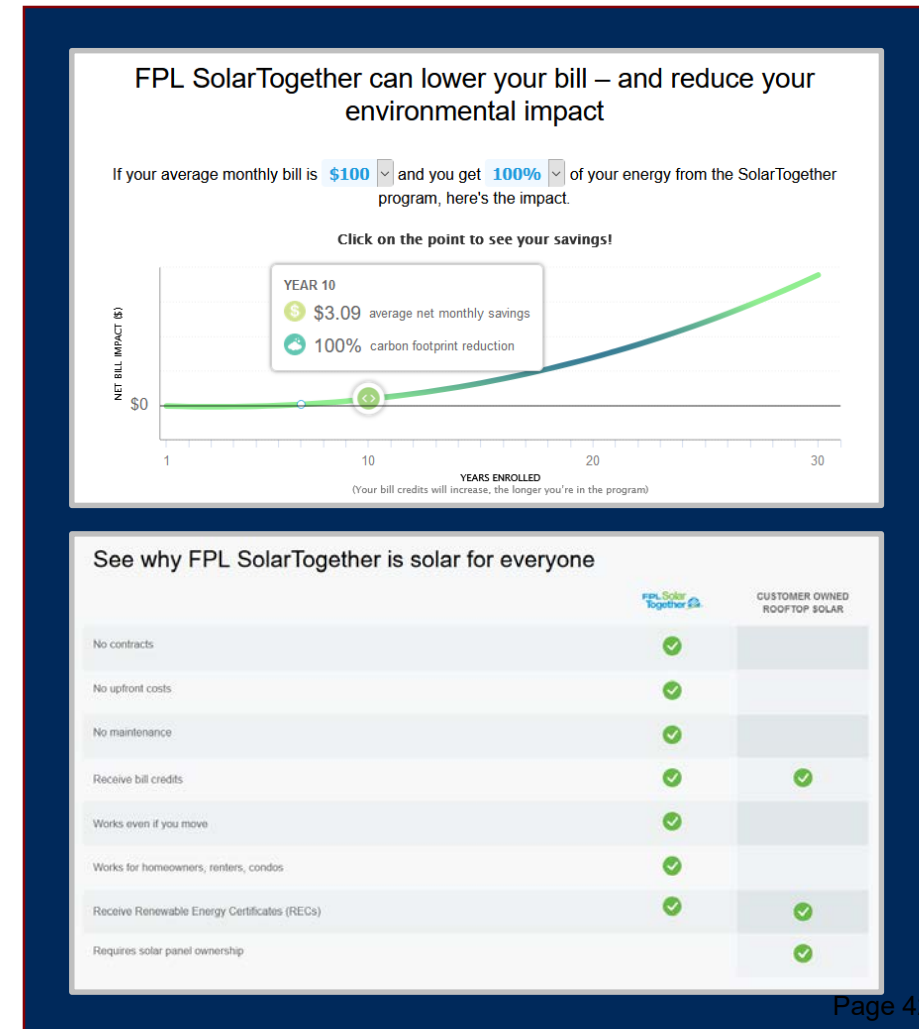 FPL SolarTogether can lower your bill – and reduce your
environmental impact
If your average monthly bill is $100 and you get 100% of your energy from the SolarTogether
program, here's the impact.
Click on the point to see your savings!
YEAR 10
$3.09 average net monthly savings
100% carbon footprint reduction
NET BILL IMPACT ($)
$0
1 10 20 30
YEARS ENROLLED
(Your bill credits will increase, the longer you're in the program)
See why FPL SolarTogether is solar for everyone
FPL Solar
Together
CUSTOMER OWNED
ROOFTOP SOLAR
No contracts
No upfront costs
No maintenance
Receive bill credits
Works even if you move
Works for homeowners, renters, condos
Receive Renewable Energy Certificates (RECs)
Requires solar panel ownership
Page 4